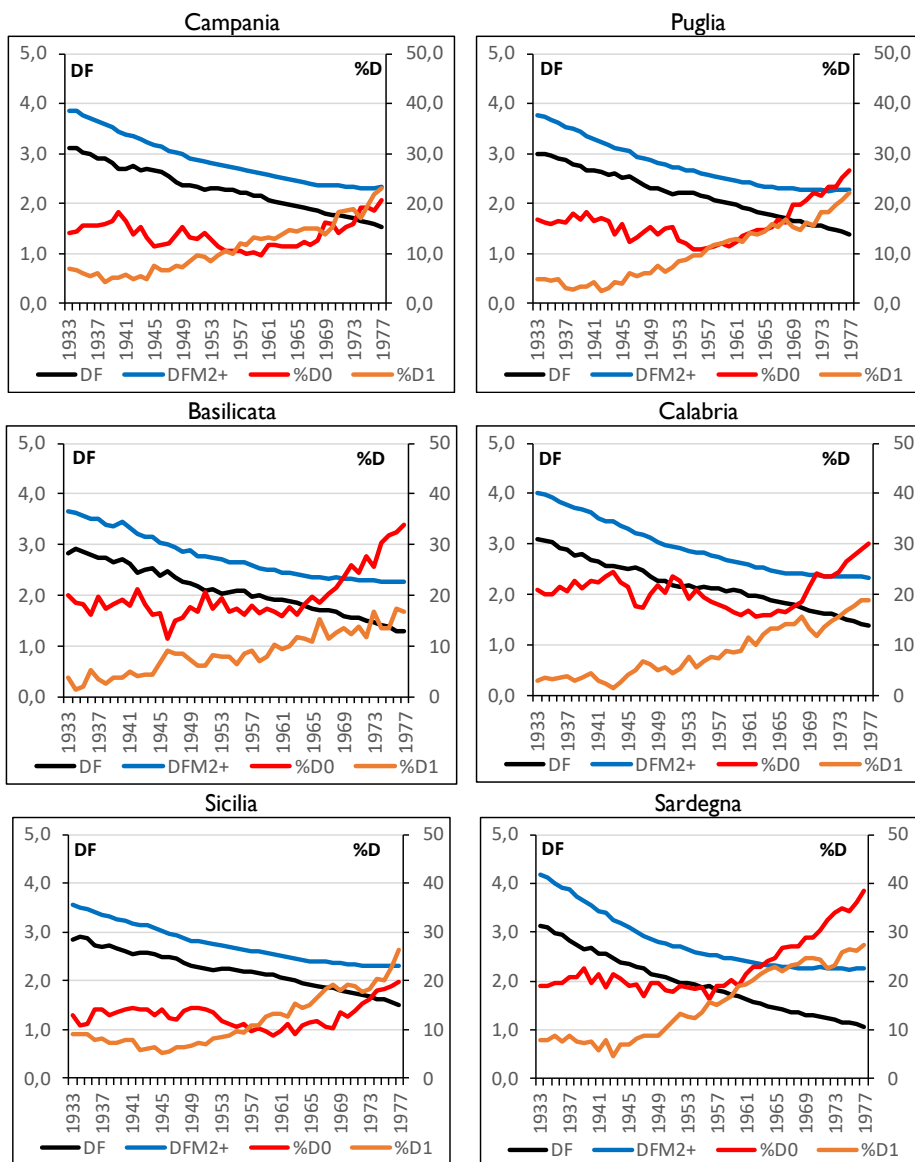 Campania
DF %D
5,0 50,0
4,0 40,0
3,0 30,0
2,0 20,0
1,0 10,0
0,0 0,0
1933 1937 1941 1945 1949 1953 1957 1961 1965 1969 1973 1977
DF DFM2+ %D0 %D1
Puglia
DF %D
5,0 50,0
4,0 40,0
3,0 30,0
2,0 20,0
1,0 10,0
0,0 0,0
1933 1937 1941 1945 1949 1953 1957 1961 1965 1969 1973 1977
DF DFM2+ %D0 %D1
Basilicata
DF %D
5,0 50
4,0 40
3,0 30
2,0 20
1,0 10
0,0 0
1933 1937 1941 1945 1949 1953 1957 1961 1965 1969 1973 1977
DF DFM2+ %D0 %D1
Calabria
DF %D
5,0 50
4,0 40
3,0 30
2,0 20
1,0 10
0,0 0
1933 1937 1941 1945 1949 1953 1957 1961 1965 1969 1973 1977
DF DFM2+ %D0 %D1
Sicilia
DF %D
5,0 50
4,0 40
3,0 30
2,0 20
1,0 10
0,0 0
1933 1937 1941 1945 1949 1953 1957 1961 1965 1969 1973 1977
DF DFM2+ %D0 %D1
Sardegna
DF %D
5,0 50
4,0 40
3,0 30
2,0 20
1,0 10
0,0 0
1933 1937 1941 1945 1949 1953 1957 1961 1965 1969 1973 1977
DF DFM2+ %D0 %D1